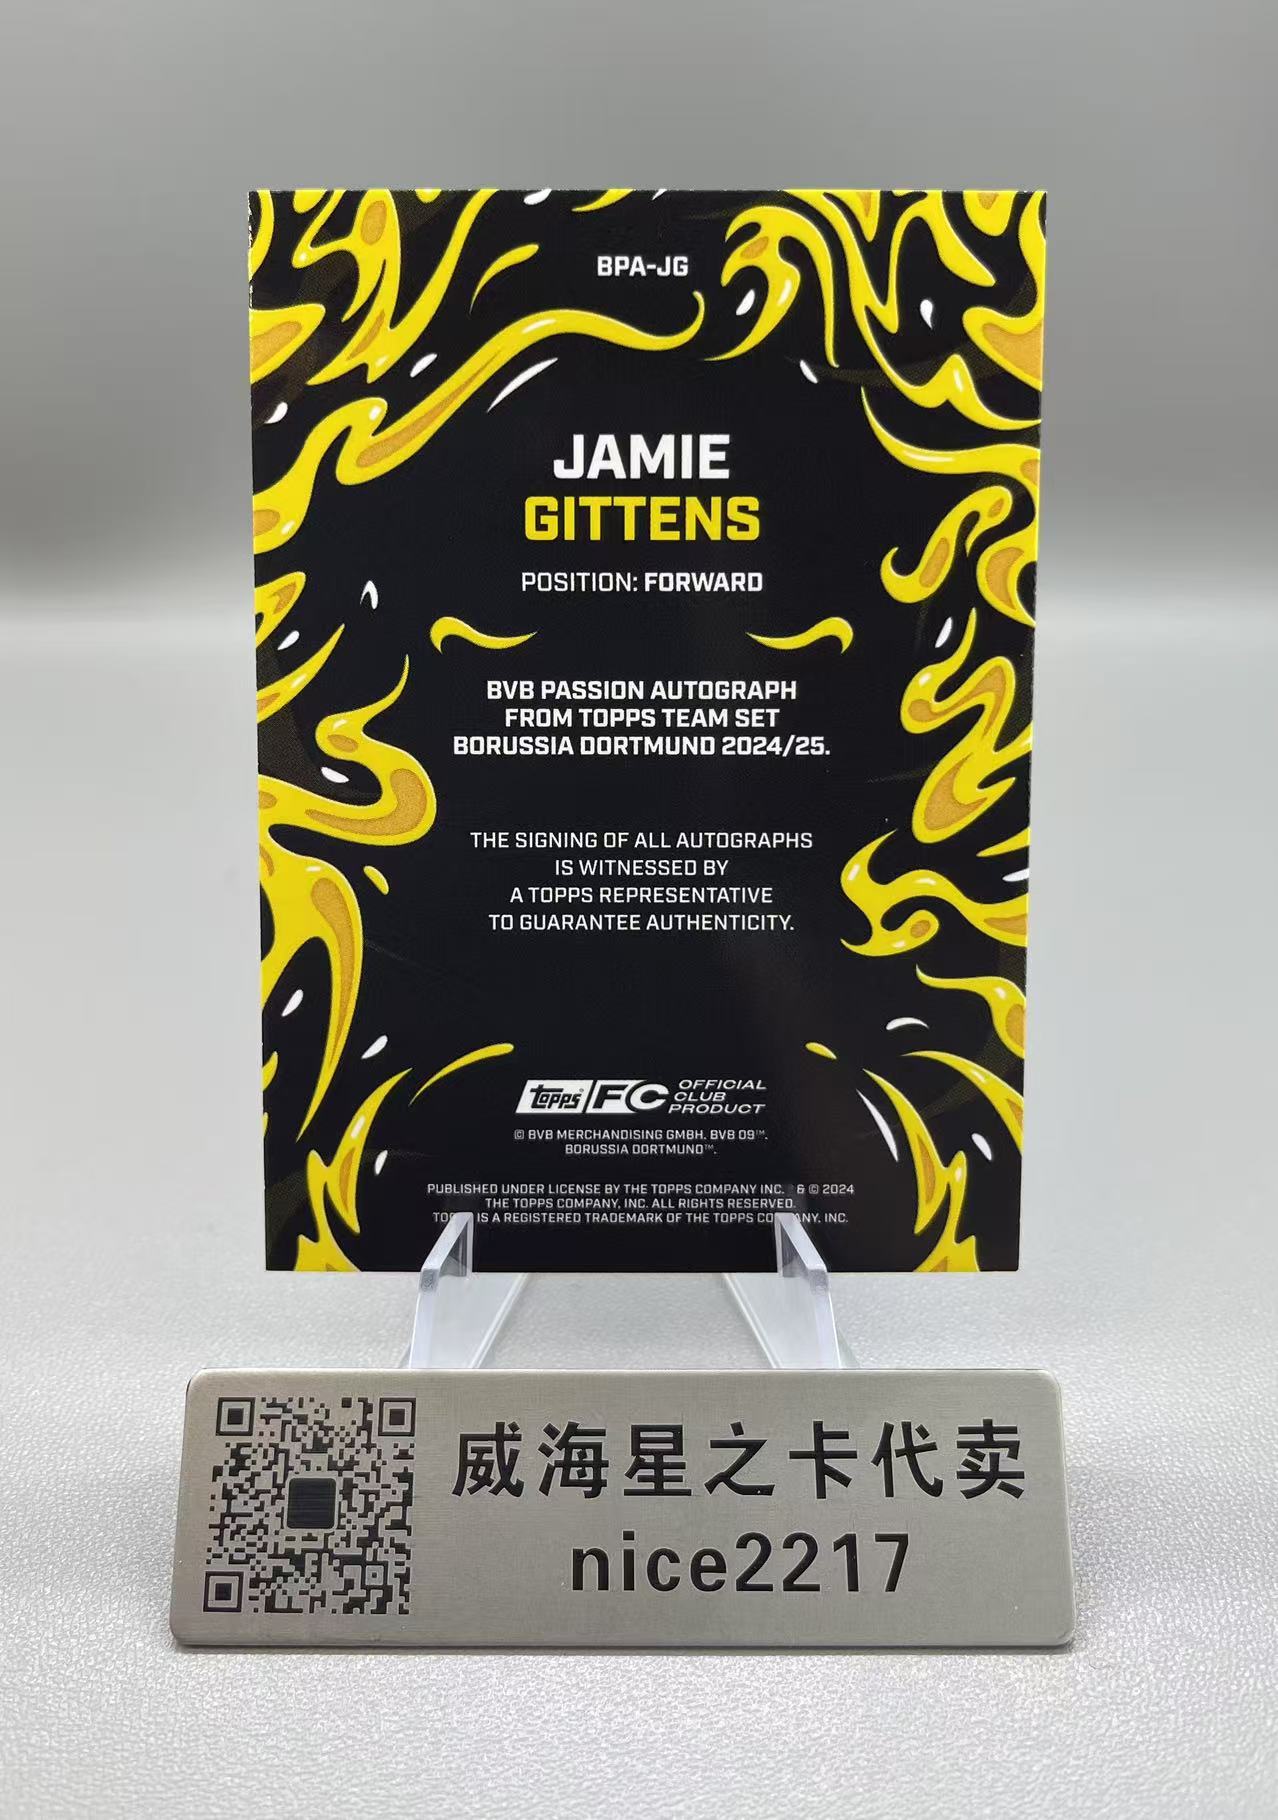 BPA-JG
JAMIE
GITTENS
POSITION: FORWARD
BVB PASSION AUTOGRAPH
FROM TOPPS TEAM SET
BORUSSIA DORTMUND 2024/25.
THE SIGNING OF ALL AUTOGRAPHS
IS WITNESSED BY
A TOPPS REPRESENTATIVE
TO GUARANTEE AUTHENTICITY.
Topps FC OFFICIAL
CLUB
PRODUCT
© BVB MERCHANDISING GMBH. BVB 09™.
BORUSSIA DORTMUND™.
PUBLISHED UNDER LICENSE BY THE TOPPS COMPANY INC. & © 2024
THE TOPPS COMPANY, INC. ALL RIGHTS RESERVED.
IS A REGISTERED TRADEMARK OF THE TOPPS COMPANY. INC.
威海星之卡代卖
nice2217